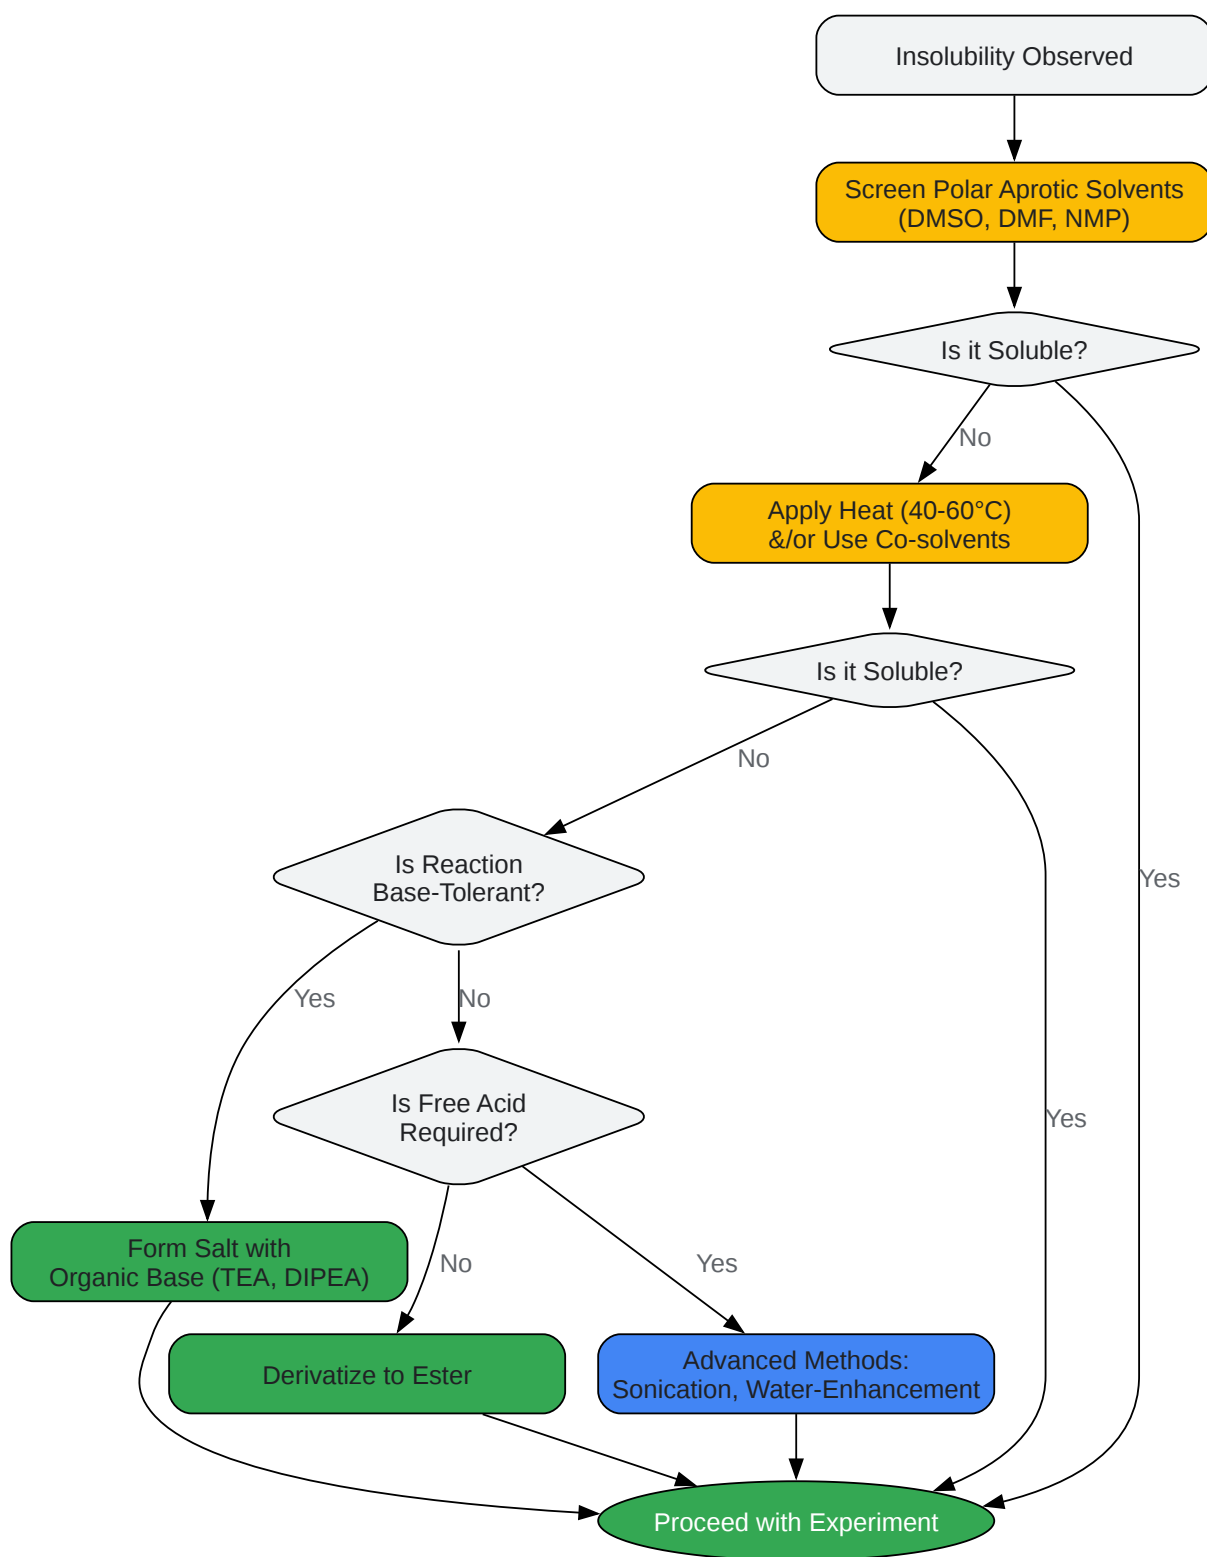 Insolubility Observed
Screen Polar Aprotic Solvents
(DMSO, DMF, NMP)
Is it Soluble?
No
Apply Heat (40-60°C)
&/or Use Co-solvents
Is it Soluble?
No
Is Reaction
Base-Tolerant?
Yes
Yes
No
Is Free Acid
Required?
Yes
Form Salt with
Organic Base (TEA, DIPEA)
No
Yes
Derivatize to Ester
Advanced Methods:
Sonication, Water-Enhancement
Proceed with Experiment